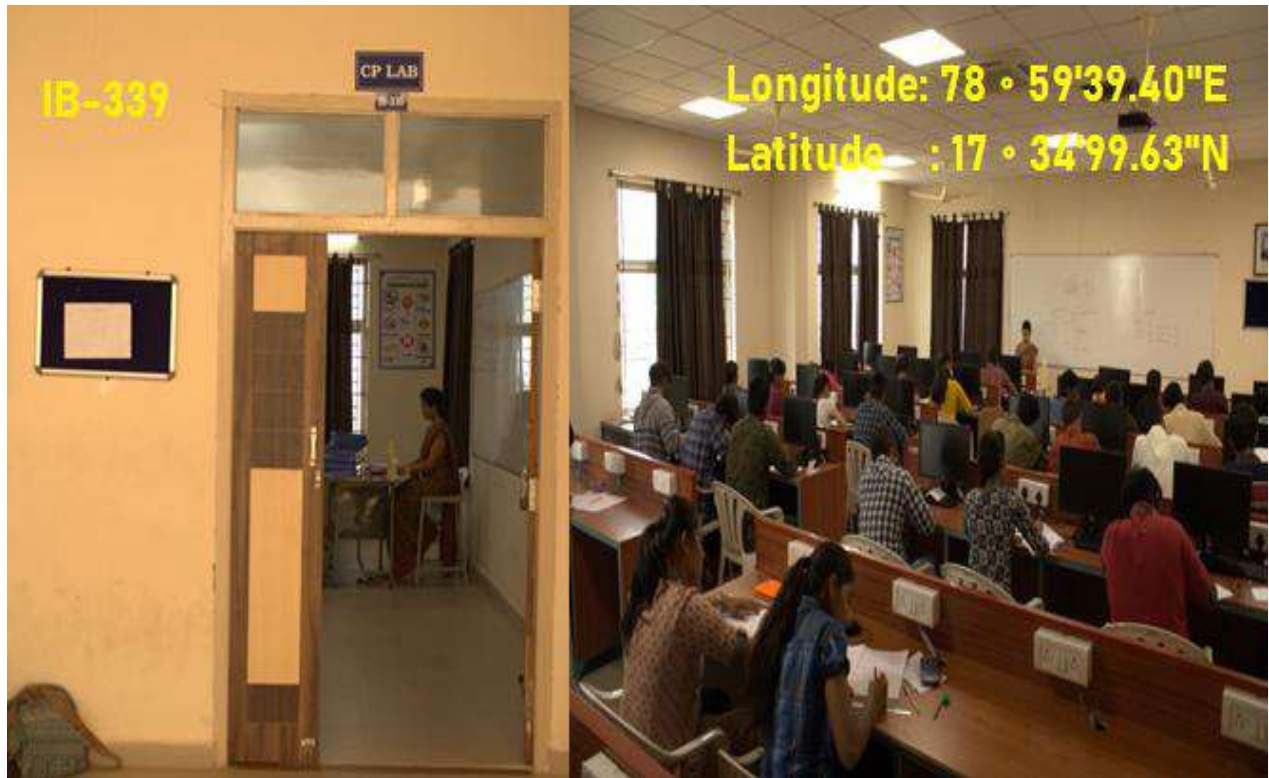 IB-339
CP LAB
Longitude: 78 ∘ 59'39.40"E
Latitude : 17 ∘ 34'99.63"N